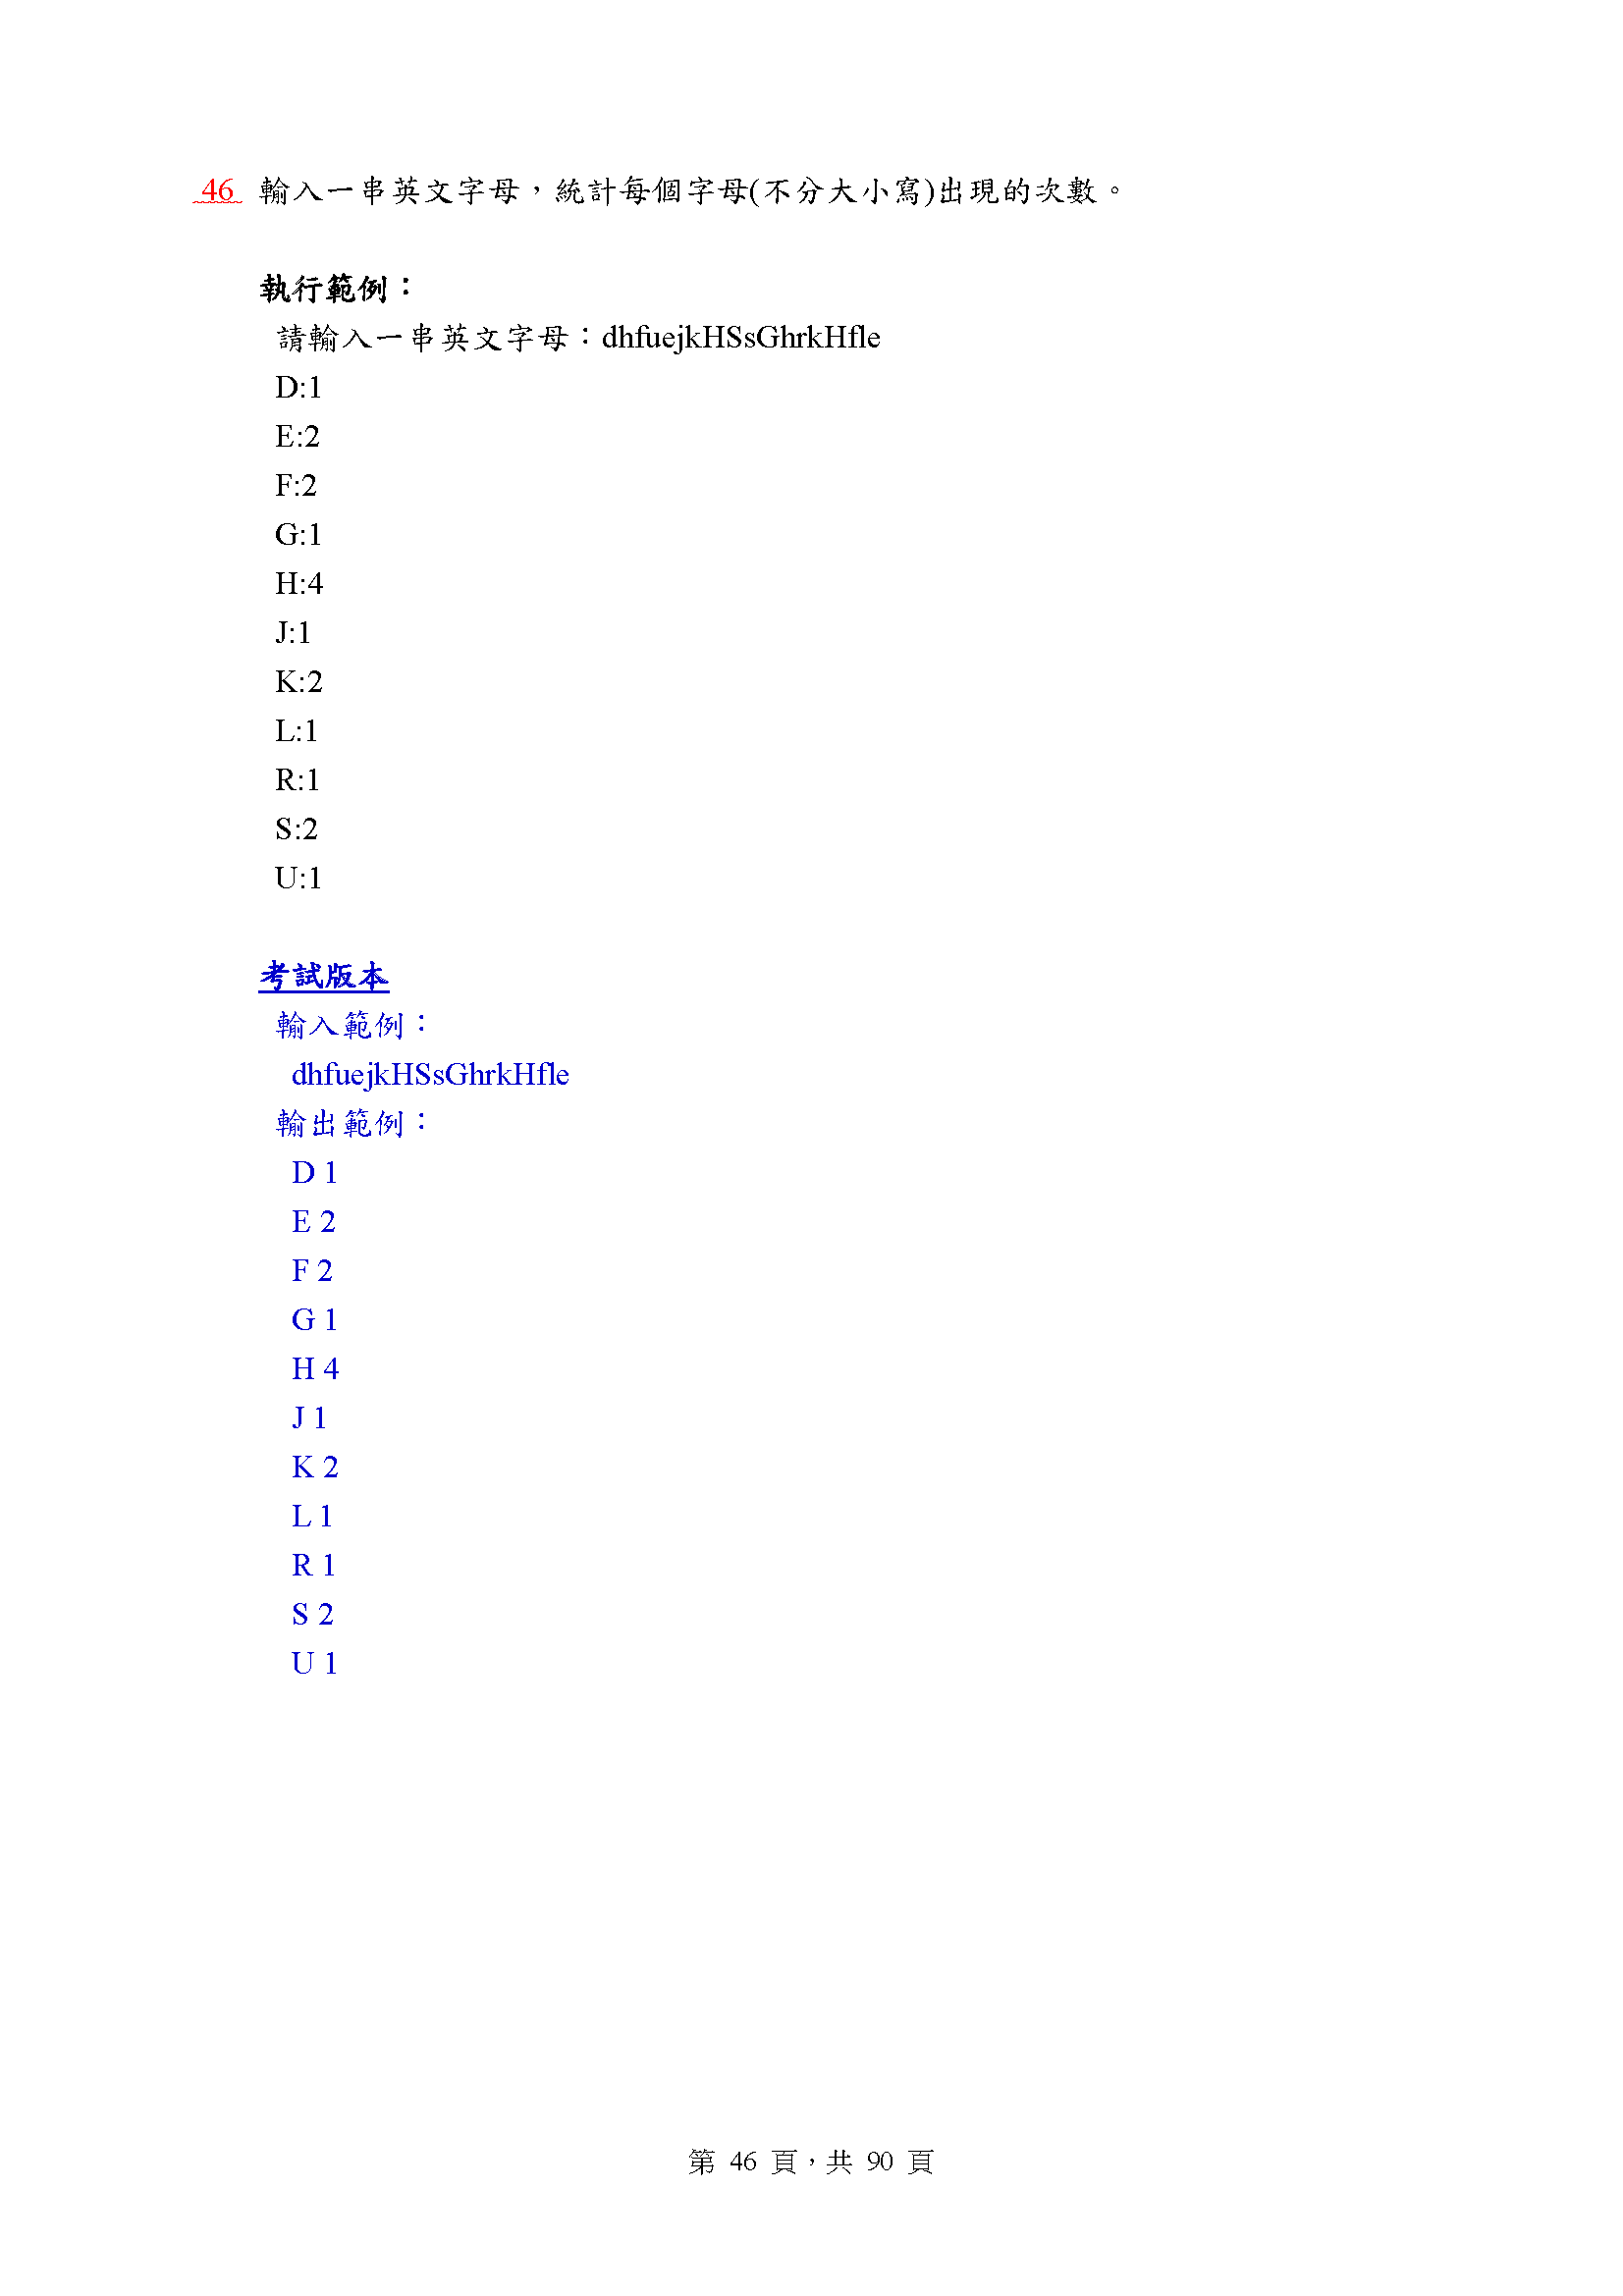 46 輸入一串英文字母，統計每個字母(不分大小寫)出現的次數。
執行範例：
請輸入一串英文字母：dhfuejkHSsGhrkHfle
D:1
E:2
F:2
G:1
H:4
J:1
K:2
L:1
R:1
S:2
U:1
考試版本
輸入範例：
dhfuejkHSsGhrkHfle
輸出範例：
D 1
E 2
F 2
G 1
H 4
J 1
K 2
L 1
R 1
S 2
U 1
第 46 頁，共 90 頁